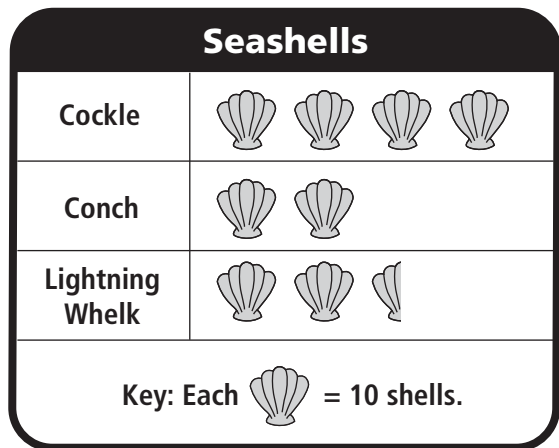 Seashells
Cockle
Conch
Lightning
Whelk
Key: Each = 10 shells.